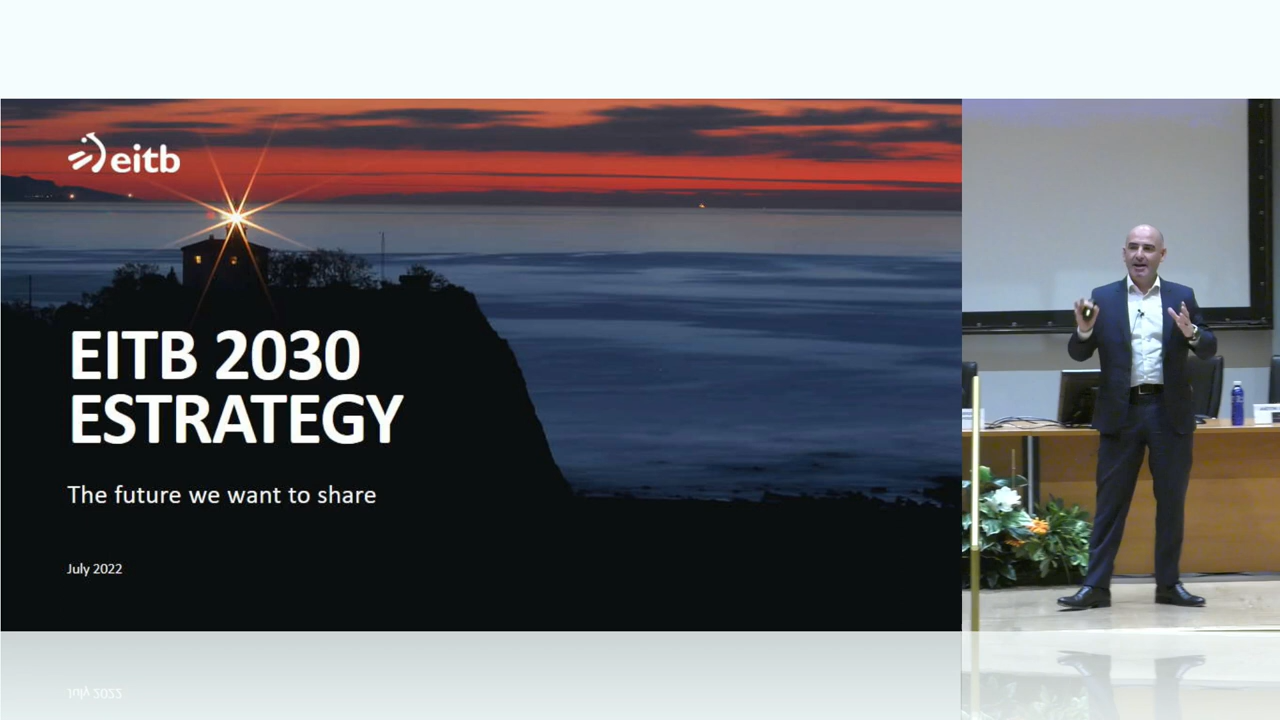 eitb
EITB 2030
ESTRATEGY
The future we want to share
July 2022